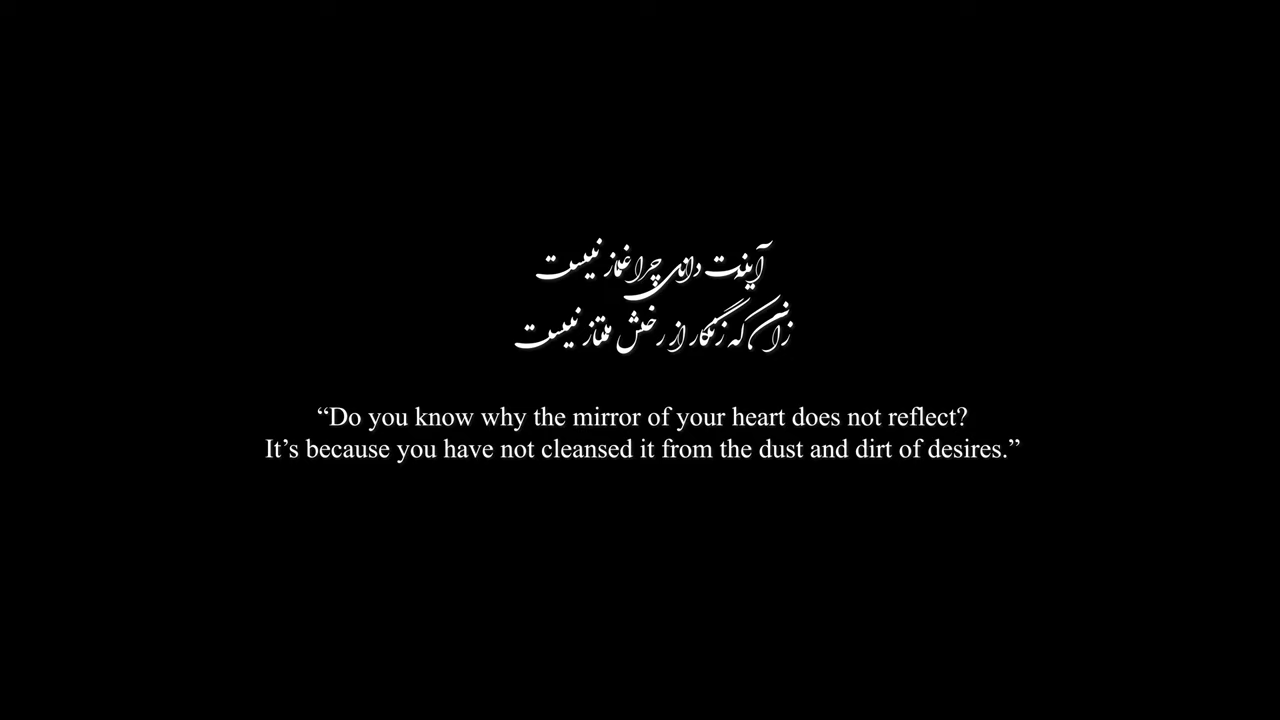 آینه‌ت دانی چرا غماز نیست
زان که زنگار از رخش ممتاز نیست
“Do you know why the mirror of your heart does not reflect?
It’s because you have not cleansed it from the dust and dirt of desires.”